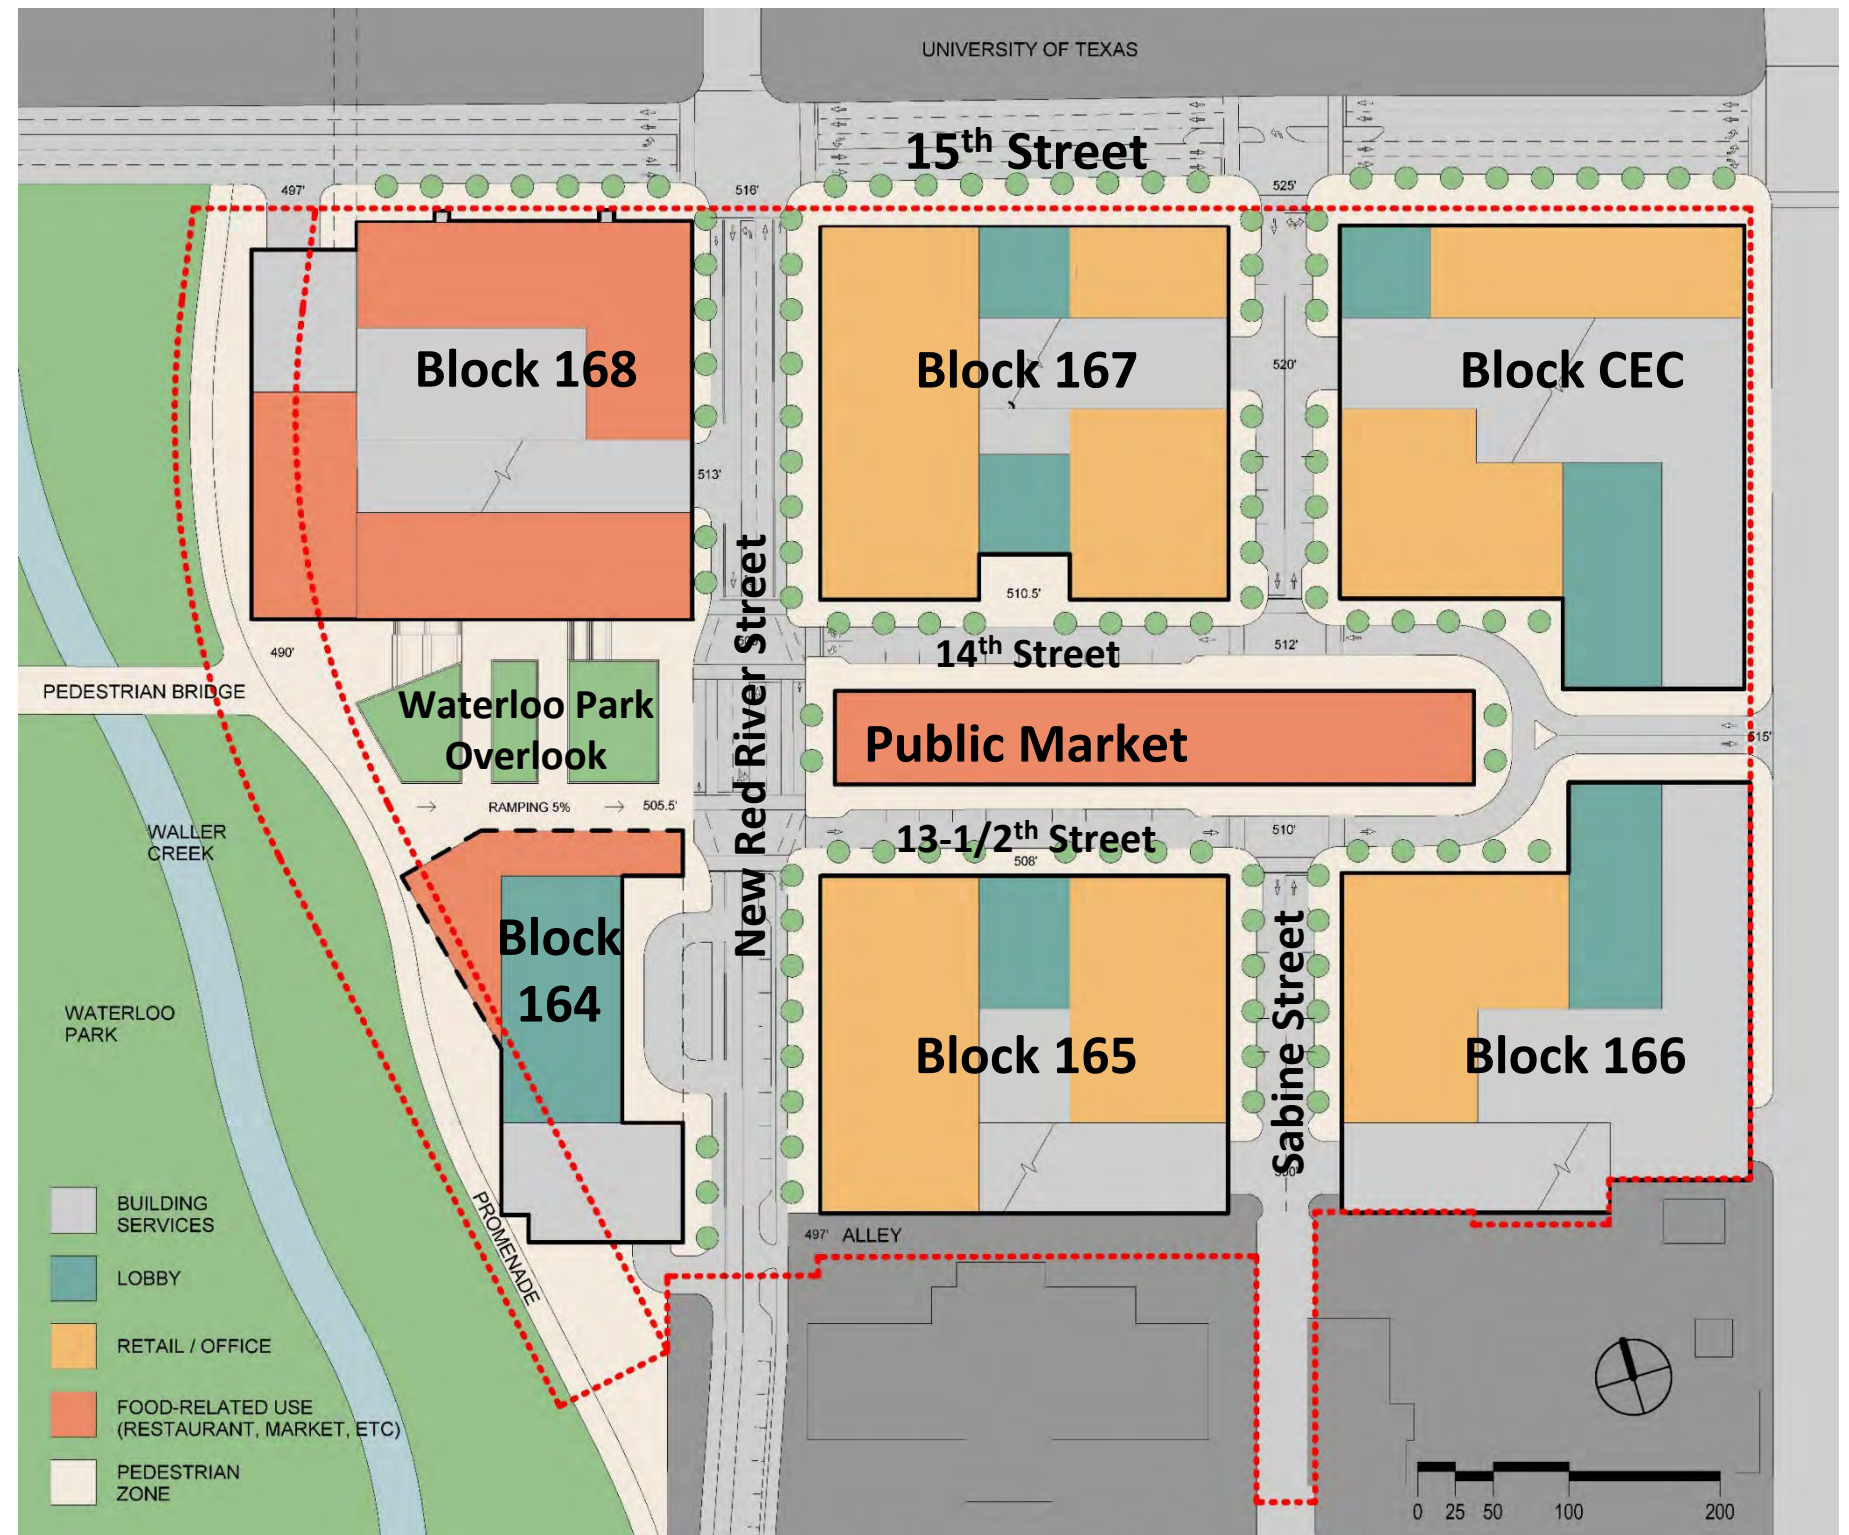 UNIVERSITY OF TEXAS
15th Street
497'
516'
525'
Block 168
Block 167
Block CEC
520'
513'
510.5'
New Red River Street
490'
14th Street
512'
PEDESTRIAN BRIDGE
Waterloo Park
Overlook
Public Market
515'
RAMPING 5%
505.5'
WALLER
CREEK
13-1/2th Street
510'
508'
Block
164
Sabine Street
WATERLOO
PARK
Block 165
Block 166
PROMENADE
497' ALLEY
BUILDING
SERVICES
LOBBY
RETAIL / OFFICE
FOOD-RELATED USE
(RESTAURANT, MARKET, ETC)
PEDESTRIAN
ZONE
0 25 50 100 200